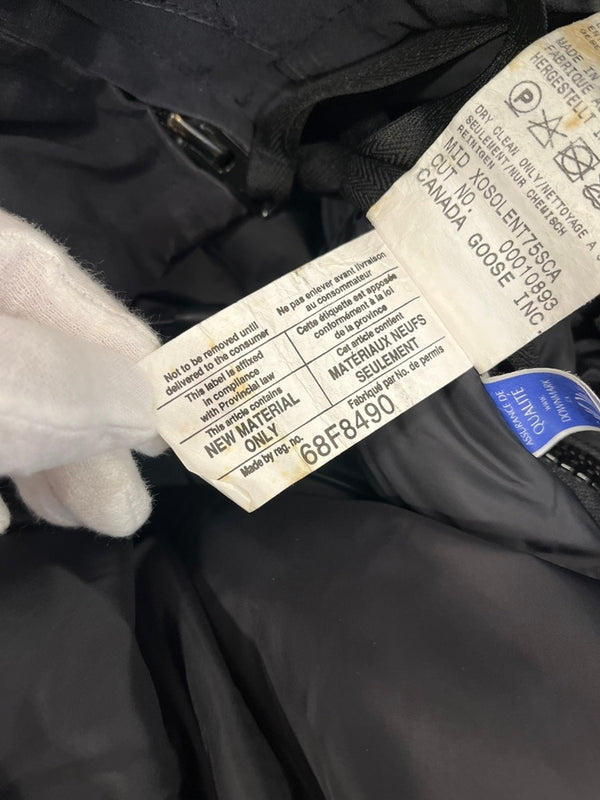 MADE IN
FABRIQUE A
HERGESTELLT I
P
DRY CLEAN ONLY/NETTOYAGE A
SEULEMENT/NUR CHEMISCH
REINIGEN
MID XOSOLENT75SCA
CUT NO. 00010893
CANADA GOOSE INC.
Not to be removed until
delivered to the consumer
Ne pas enlever avant livraison
au consommateur
This label is affixed
in compliance
with Provincial law
Cette étiquette est apposée
conformément à la loi
de la province
This article contains
NEW MATERIAL
ONLY
Cet article contient
MATÉRIAUX NEUFS
SEULEMENT
Made by reg. no.
Fabriqué par No. de permis
68F8490
ASSURANCE DE
QUALITÉ
www.
DOWNMARK